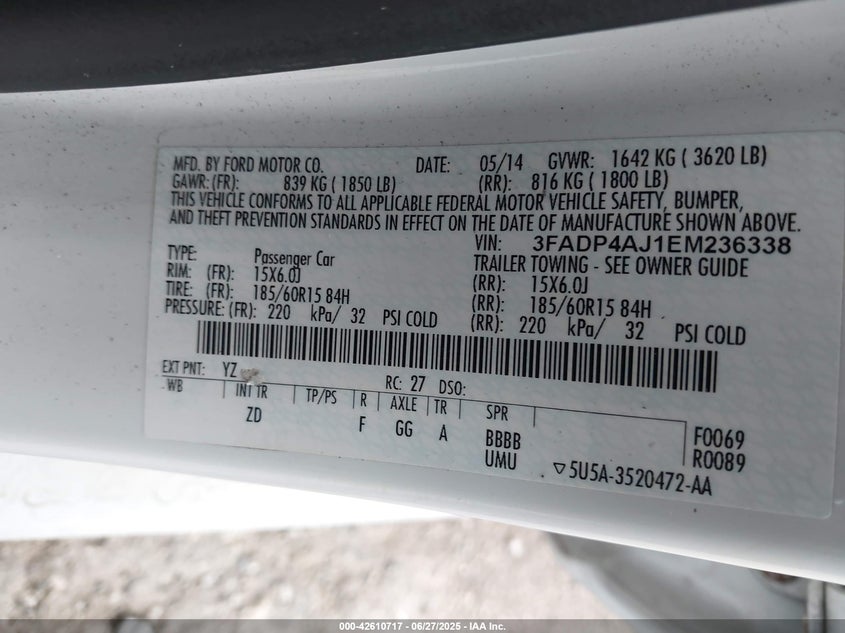 MFD. BY FORD MOTOR CO. DATE: 05/14 GVWR: 1642 KG ( 3620 LB)
GAWR: (FR): 839 KG ( 1850 LB) (RR): 816 KG ( 1800 LB)
THIS VEHICLE CONFORMS TO ALL APPLICABLE FEDERAL MOTOR VEHICLE SAFETY, BUMPER,
AND THEFT PREVENTION STANDARDS IN EFFECT ON THE DATE OF MANUFACTURE SHOWN ABOVE.
VIN: 3FADP4AJ1EM236338
TYPE: Passenger Car TRAILER TOWING - SEE OWNER GUIDE
RIM: (FR): 15X6.0J (RR): 15X6.0J
TIRE: (FR): 185/60R15 84H (RR): 185/60R15 84H
PRESSURE: (FR): 220 kPa/ 32 PSI COLD (RR): 220 kPa/ 32 PSI COLD
EXT PNT: YZ RC: 27 DSO:
WB INT TR TP/PS R AXLE TR SPR
ZD F GG A BBBB F0069
UMU R0089
▽5U5A-3520472-AA
000-42610717 - 06/27/2025 - IAA Inc.